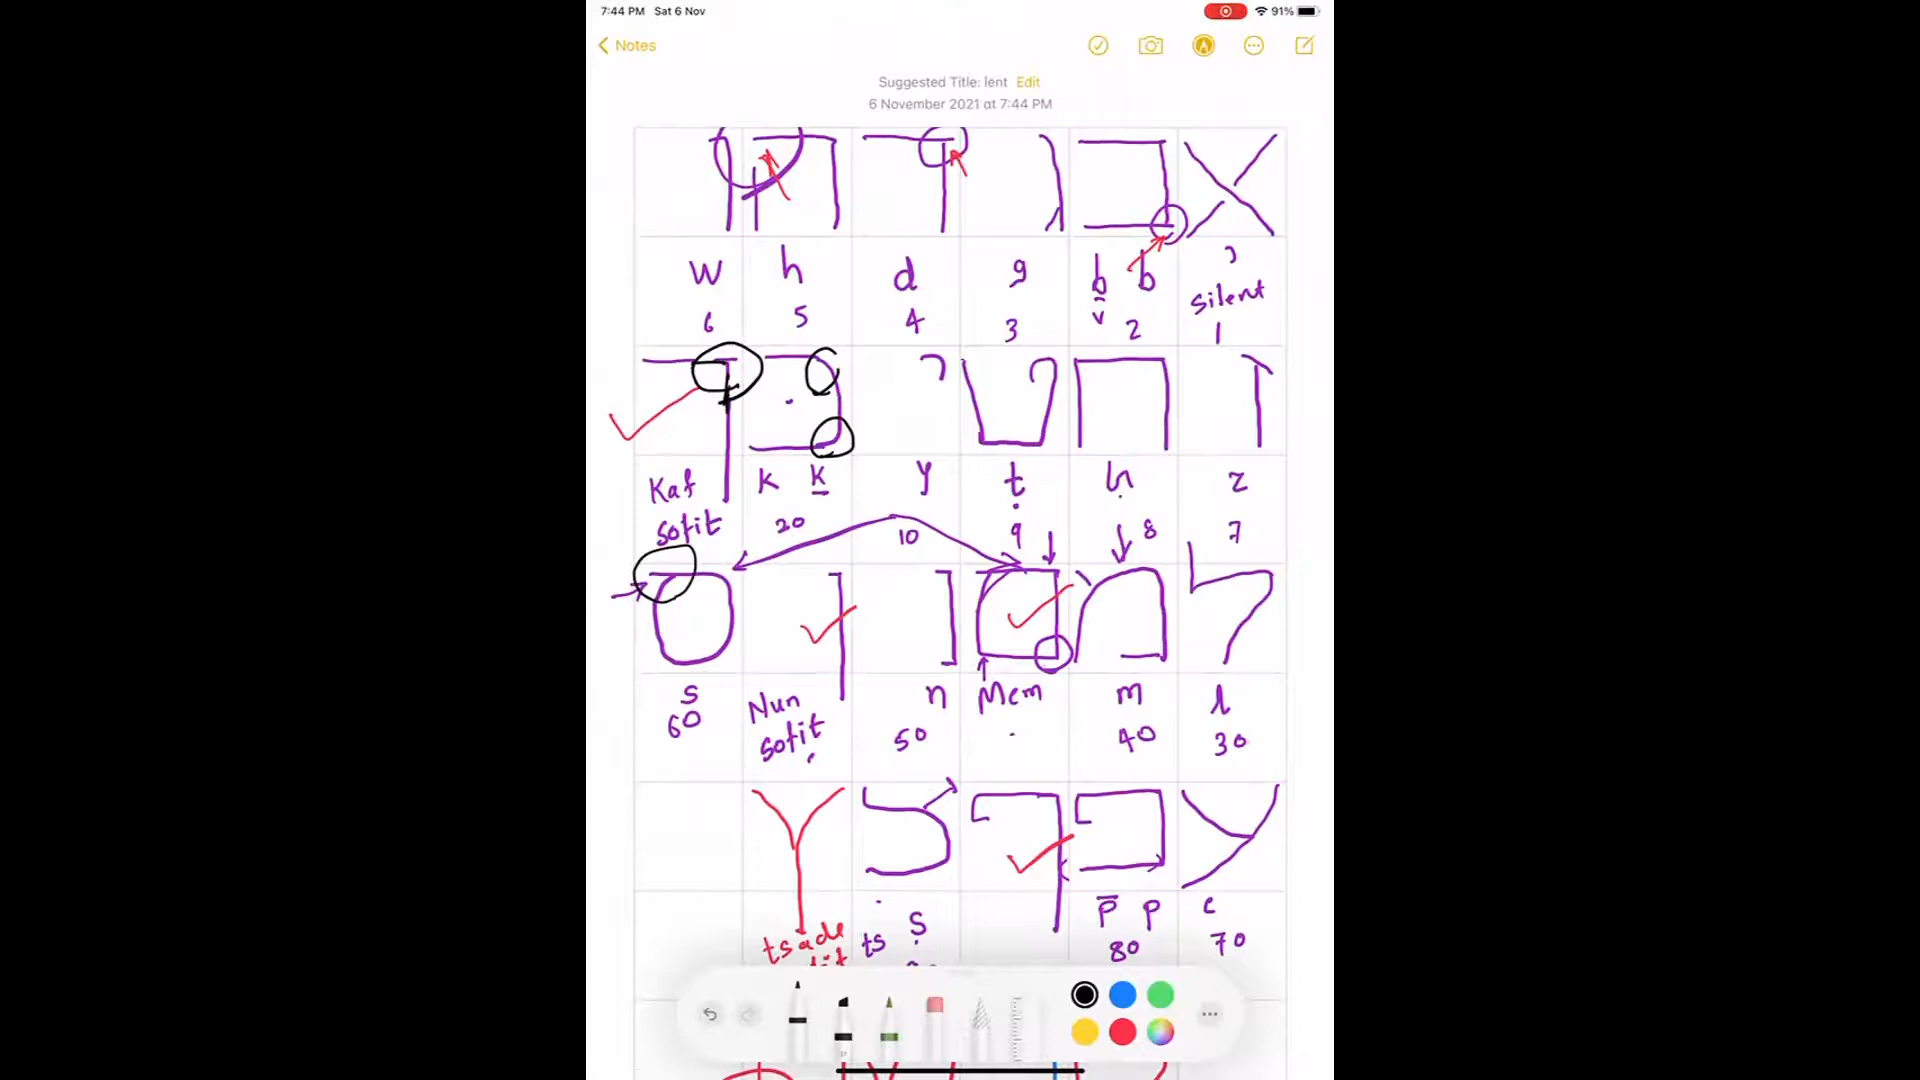 7:44 PM Sat 6 Nov
91%
Notes
Suggested Title: lent Edit
6 November 2021 at 7:44 PM
ו ה ד ג ב א
w h d g b̲ b ʾ
v silent
6 5 4 3 2 1
ך כ י ט ח ז
Kaf k k̲ y ṭ ḥ z
sofit 20 10 9 8 7
ס ן נ ם מ ל
s Nun n Mem m l
60 sofit 50 40 30
ץ צ ף פ ע
tsade ts ṣ p̄ p c
80 70